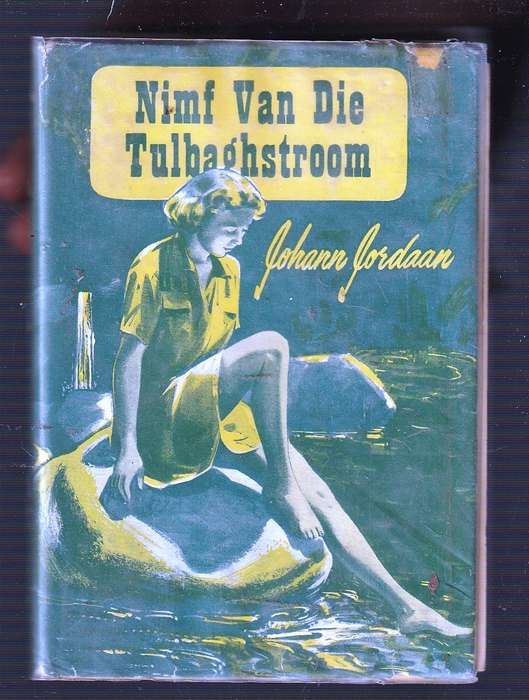 Nimf Van Die
Tulbaghstroom
Johann Jordaan